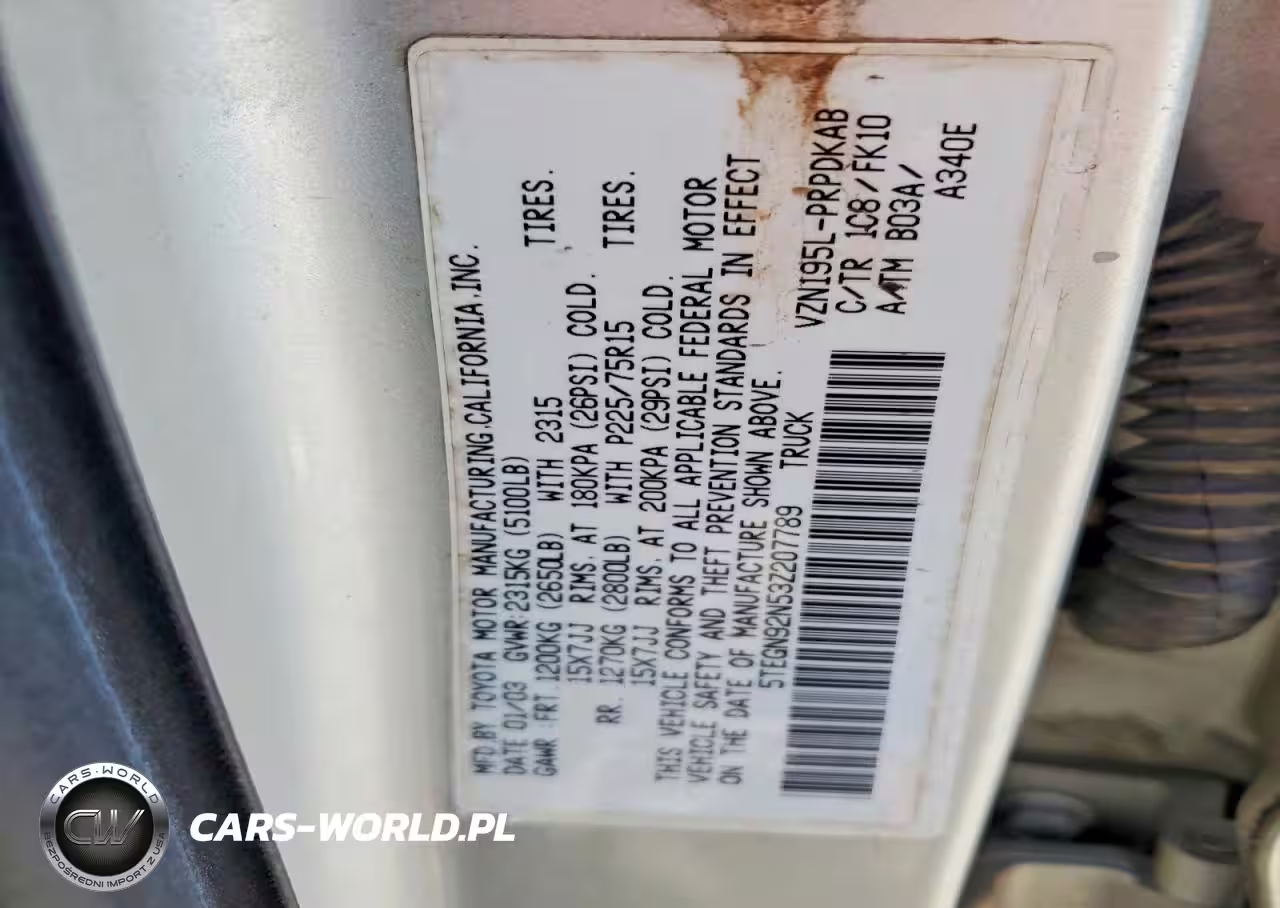 MFD.BY TOYOTA MOTOR MANUFACTURING,CALIFORNIA,INC.
DATE 01/03 GVWR:2315KG (5100LB)
GAWR :FRT.1200KG (2650LB) WITH 2315 TIRES.
15X7JJ RIMS, AT 180KPA (26PSI) COLD.
RR. 1270KG (2800LB) WITH P225/75R15 TIRES.
15X7JJ RIMS, AT 200KPA (29PSI) COLD.
THIS VEHICLE CONFORMS TO ALL APPLICABLE FEDERAL MOTOR
VEHICLE SAFETY AND THEFT PREVENTION STANDARDS IN EFFECT
ON THE DATE OF MANUFACTURE SHOWN ABOVE.
5TEGN92N53Z207789 TRUCK
VZN195L-PRPDKAB
C/TR 1C8/FK10
A/TM B03A/
A340E
CARS-WORLD
CW
BEZPOŚREDNI IMPORT Z USA
CARS-WORLD.PL